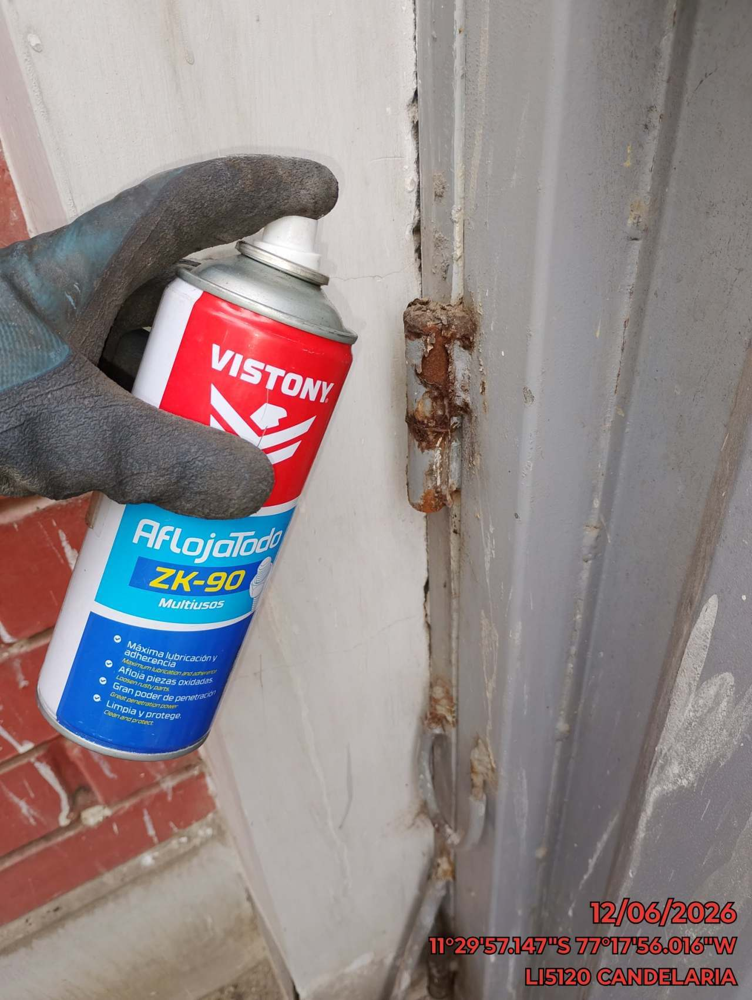 VISTONY
AflojaTodo
ZK-90
Multiusos
Máxima lubricación y
adherencia
Maximum lubrication and adherence
Afloja piezas oxidadas.
Loosen rusty parts.
Gran poder de penetración
Great penetration power
Limpia y protege.
Clean and protect.
12/06/2026
11°29'57.147"S 77°17'56.016"W
LI5120 CANDELARIA